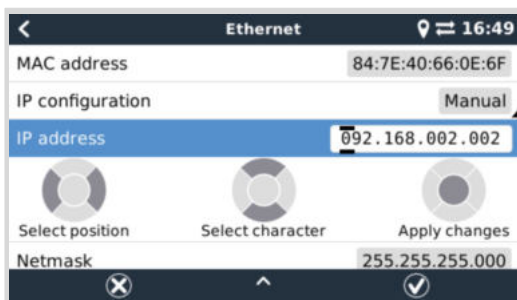 Ethernet 16:49
MAC address 84:7E:40:66:0E:6F
IP configuration Manual
IP address 092.168.002.002
Select position Select character Apply changes
Netmask 255.255.255.000